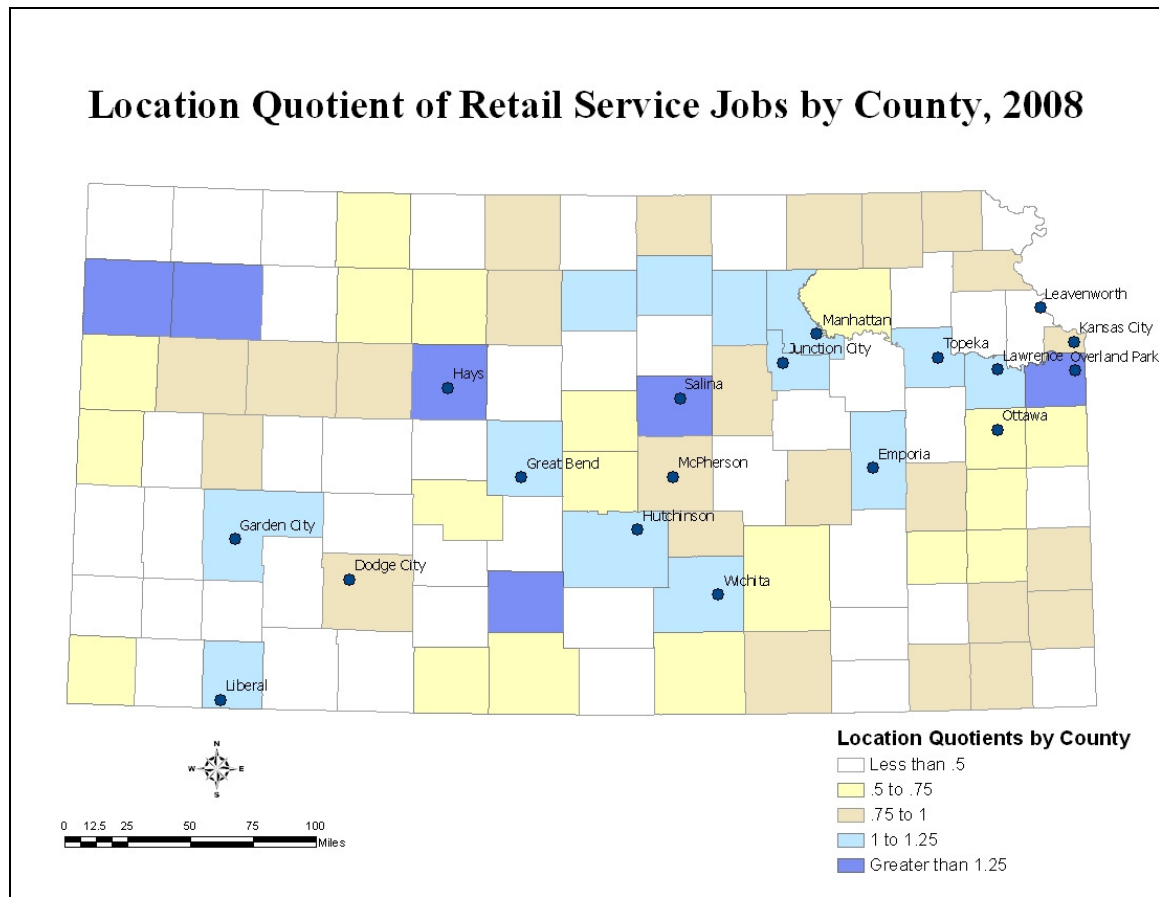 Location Quotient of Retail Service Jobs by County, 2008
Leavenworth
Manhattan
Kansas City
Junction City
Topeka
Lawrence
Overland Park
Hays
Salina
Ottawa
Great Bend
McPherson
Emporia
Garden City
Hutchinson
Dodge City
Wichita
Liberal
Location Quotients by County
Less than .5
.5 to .75
.75 to 1
1 to 1.25
Greater than 1.25
N
W E
S
0 12.5 25 50 75 100
Miles